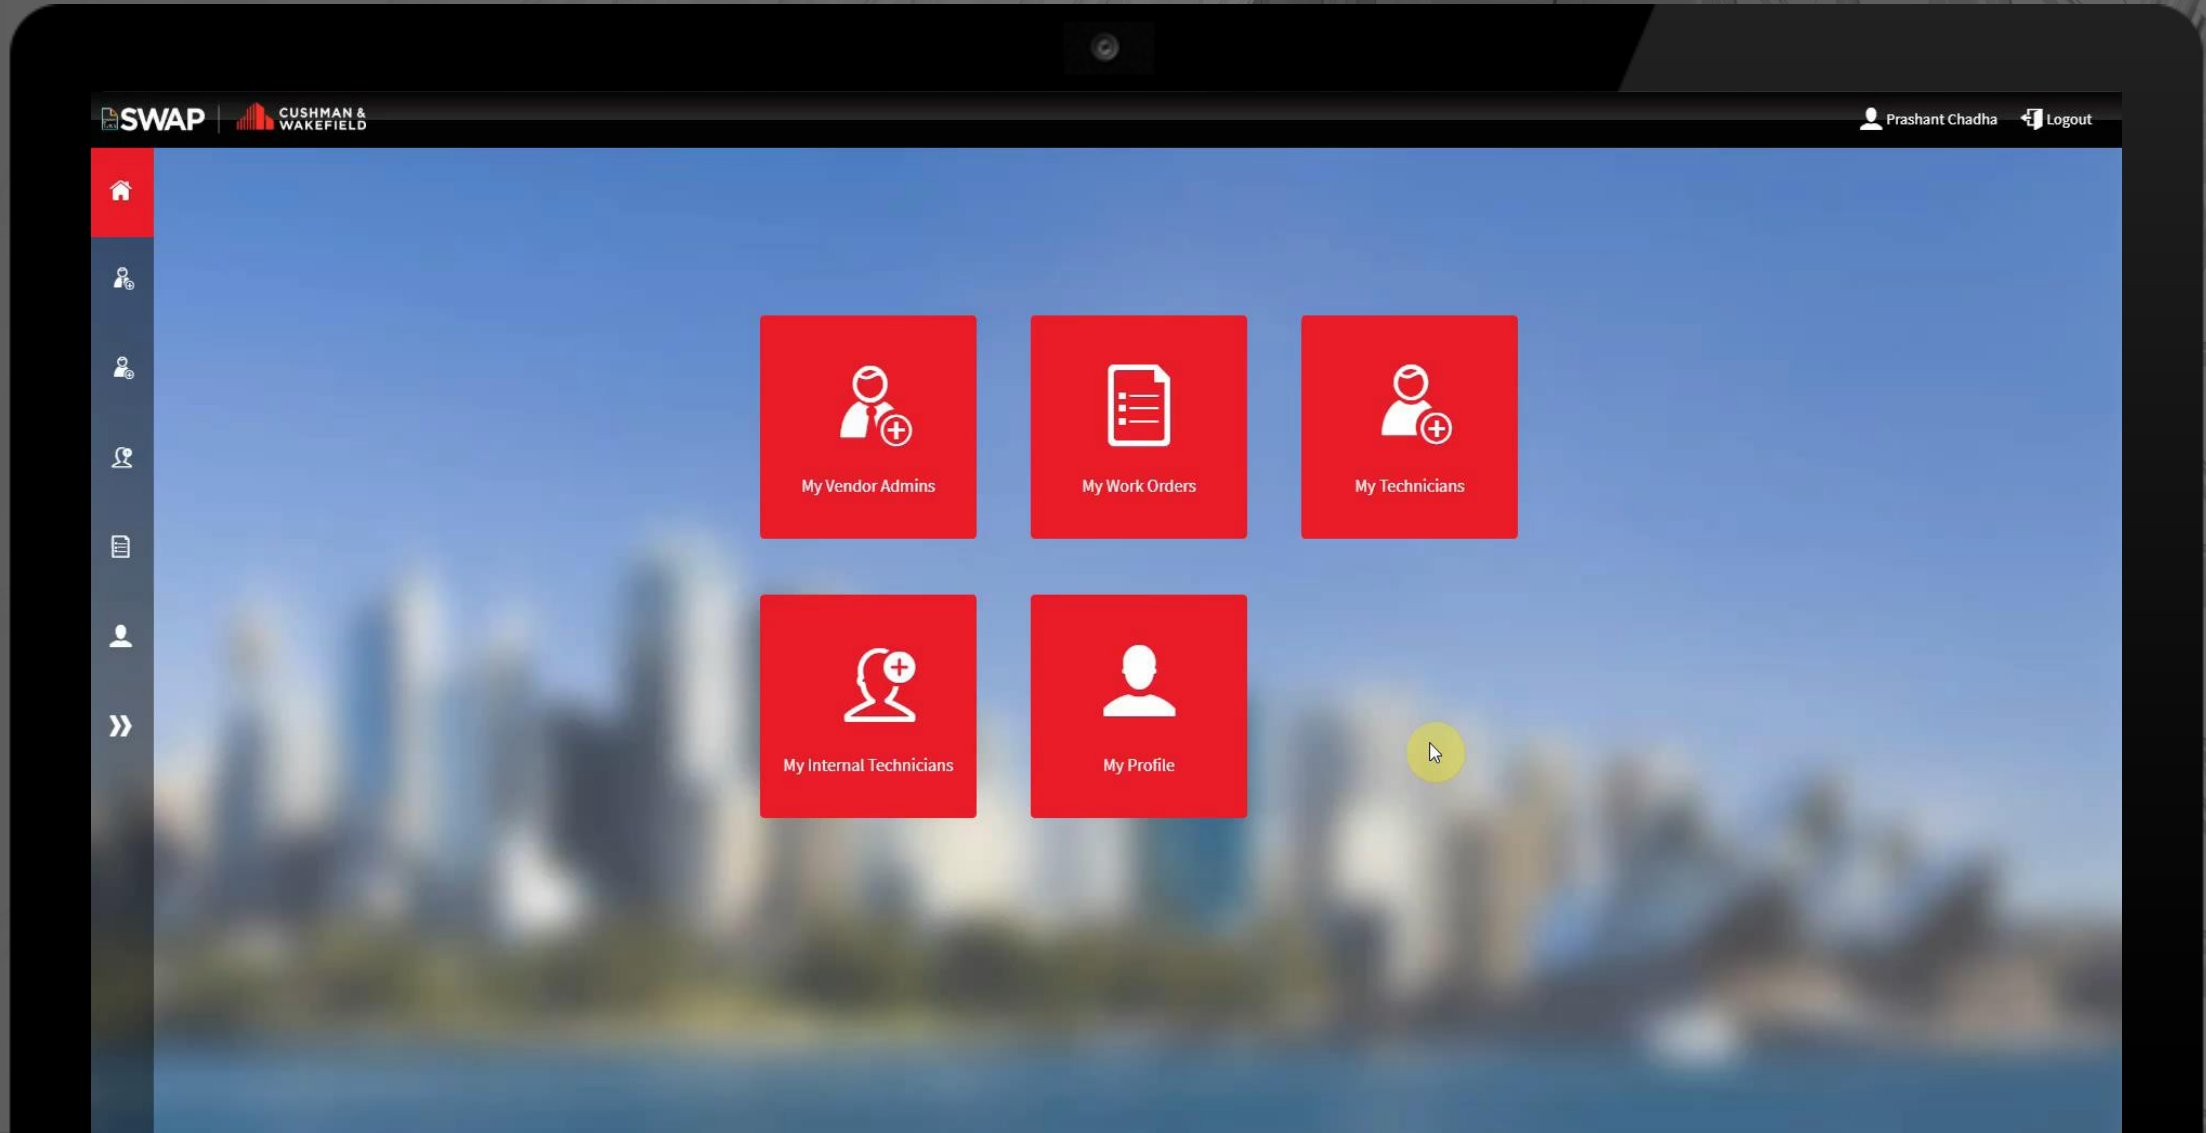 SWAP
CUSHMAN &
WAKEFIELD
Prashant Chadha
Logout
My Vendor Admins
My Work Orders
My Technicians
My Internal Technicians
My Profile